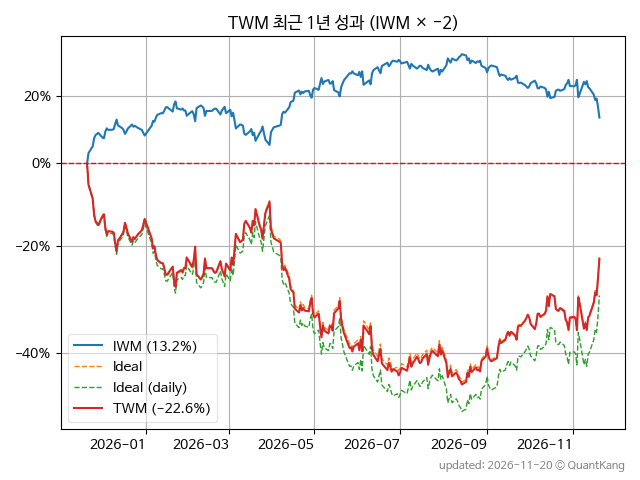 TWM 최근 1년 성과 (IWM × −2)
20%
0%
−20%
−40%
IWM (13.2%)
Ideal
Ideal (daily)
TWM (−22.6%)
2026-01
2026-03
2026-05
2026-07
2026-09
2026-11
updated: 2026-11-20 © QuantKang